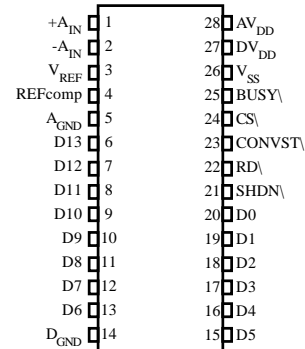 +A_IN 1 28 AV_DD
-A_IN 2 27 DV_DD
V_REF 3 26 V_SS
REFcomp 4 25 BUSY\
A_GND 5 24 CS\
D13 6 23 CONVST\
D12 7 22 RD\
D11 8 21 SHDN\
D10 9 20 D0
D9 10 19 D1
D8 11 18 D2
D7 12 17 D3
D6 13 16 D4
D_GND 14 15 D5